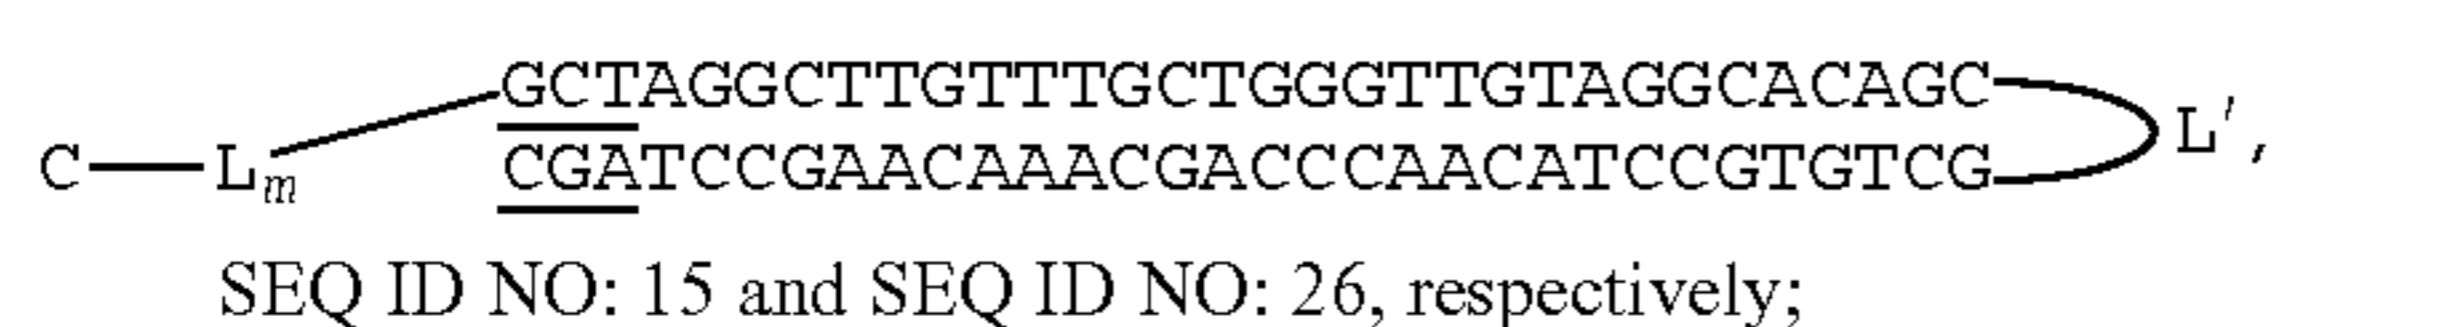 GCTAGGCTTGTTTGCTGGGTTGTAGGCACAGC
C—Lm CGATCCGAACAAACGACCCAACATCCGTGTCG L′,
SEQ ID NO: 15 and SEQ ID NO: 26, respectively;